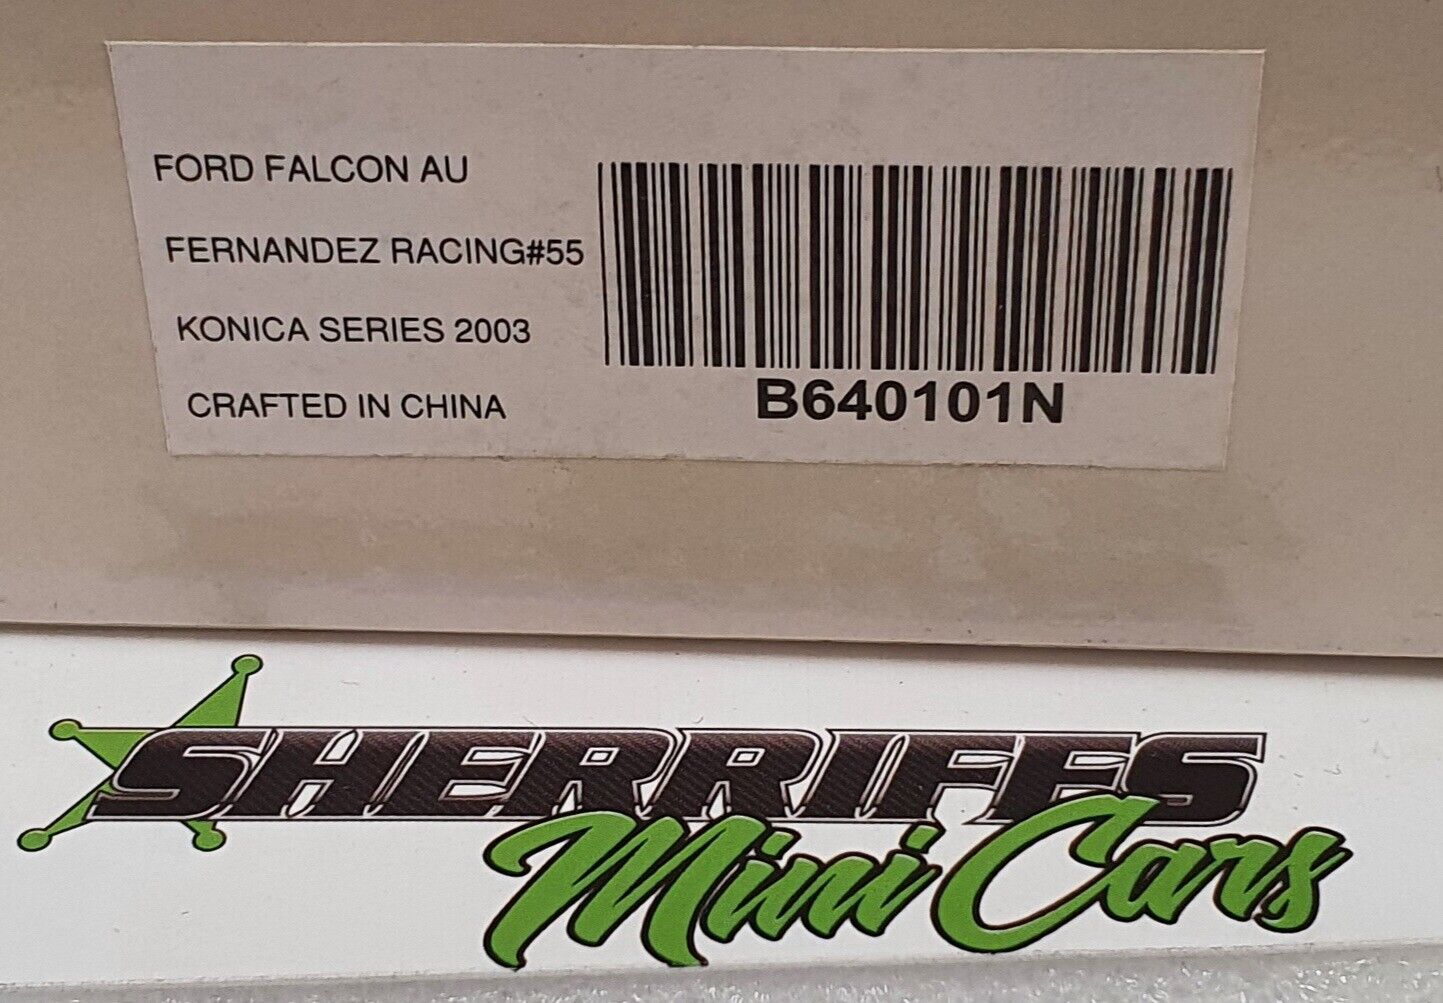 FORD FALCON AU
FERNANDEZ RACING#55
KONICA SERIES 2003
CRAFTED IN CHINA
B640101N
SHERRIFFS
Mini Cars